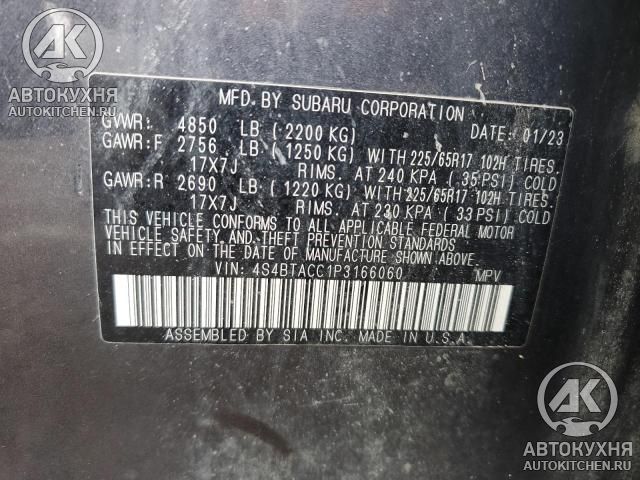 AK
АВТОКУХНЯ
AUTOKITCHEN.RU
MFD. BY SUBARU CORPORATION
GVWR: 4850 LB ( 2200 KG) DATE: 01/23
GAWR:F 2756 LB ( 1250 KG) WITH 225/65R17 102H TIRES.
17X7J RIMS. AT 240 KPA ( 35 PSI) COLD
GAWR:R 2690 LB ( 1220 KG) WITH 225/65R17 102H TIRES.
17X7J RIMS. AT 230 KPA ( 33 PSI) COLD
THIS VEHICLE CONFORMS TO ALL APPLICABLE FEDERAL MOTOR
VEHICLE SAFETY AND THEFT PREVENTION STANDARDS
IN EFFECT ON THE DATE OF MANUFACTURE SHOWN ABOVE.
VIN: 4S4BTACC1P3166060 MPV
ASSEMBLED BY SIA INC. MADE IN U.S.A.
AK
АВТОКУХНЯ
AUTOKITCHEN.RU